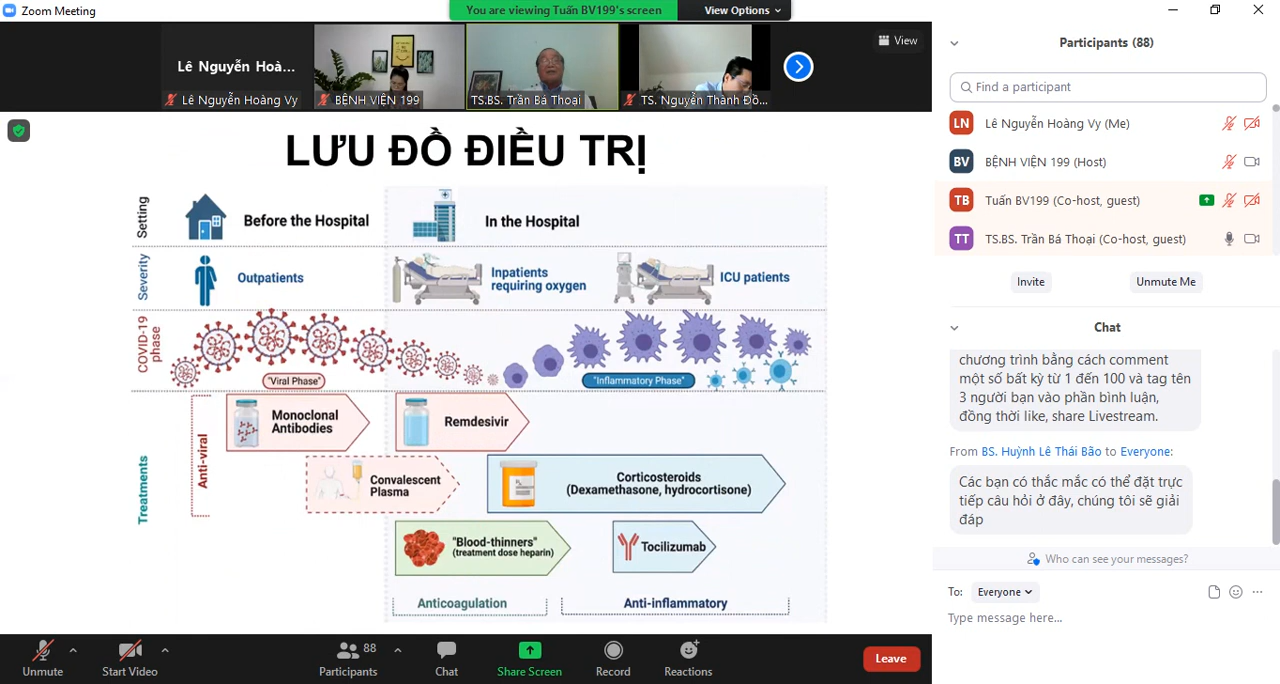 Zoom Meeting
You are viewing Tuấn BV199's screen
View Options
Lê Nguyễn Hoà...
Lê Nguyễn Hoàng Vy
BỆNH VIỆN 199
TS.BS. Trần Bá Thoại
TS. Nguyễn Thành Đồ...
View
LƯU ĐỒ ĐIỀU TRỊ
Setting
Before the Hospital
In the Hospital
Severity
Outpatients
Inpatients
requiring oxygen
ICU patients
COVID-19
phase
"Viral Phase"
"Inflammatory Phase"
Treatments
Anti-viral
Monoclonal
Antibodies
Remdesivir
Convalescent
Plasma
Corticosteroids
(Dexamethasone, hydrocortisone)
"Blood-thinners"
(treatment dose heparin)
Tocilizumab
Anticoagulation
Anti-inflammatory
Participants (88)
Find a participant
LN
Lê Nguyễn Hoàng Vy (Me)
BV
BỆNH VIỆN 199 (Host)
TB
Tuấn BV199 (Co-host, guest)
TT
TS.BS. Trần Bá Thoại (Co-host, guest)
Invite
Unmute Me
Chat
chương trình bằng cách comment
một số bất kỳ từ 1 đến 100 và tag tên
3 người bạn vào phần bình luận,
đồng thời like, share Livestream.
From BS. Huỳnh Lê Thái Bão to Everyone:
Các bạn có thắc mắc có thể đặt trực
tiếp câu hỏi ở đây, chúng tôi sẽ giải
đáp
Who can see your messages?
To:
Everyone
Type message here...
Unmute
Start Video
88
Participants
Chat
Share Screen
Record
Reactions
Leave